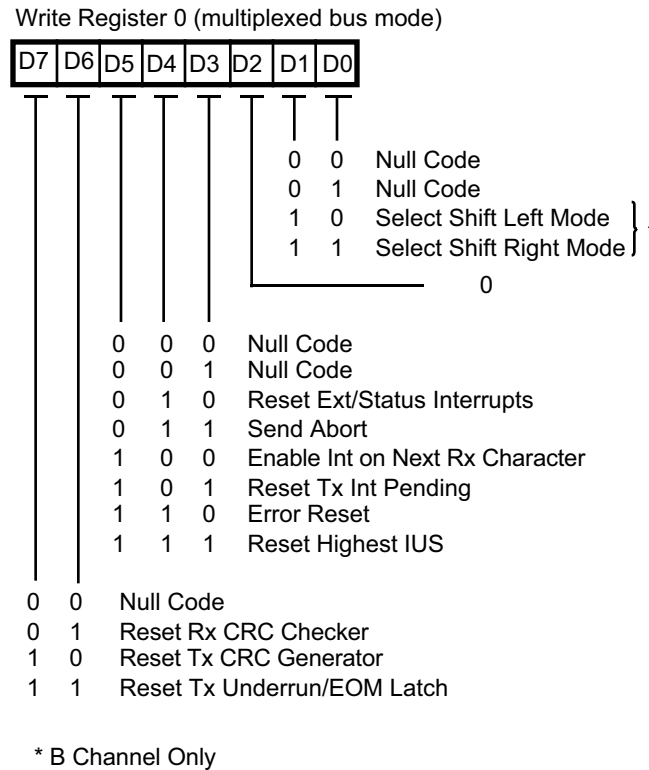 Write Register 0 (multiplexed bus mode)
D7 D6 D5 D4 D3 D2 D1 D0
0 0 Null Code
0 1 Null Code
1 0 Select Shift Left Mode
1 1 Select Shift Right Mode
0
0 0 0 Null Code
0 0 1 Null Code
0 1 0 Reset Ext/Status Interrupts
0 1 1 Send Abort
1 0 0 Enable Int on Next Rx Character
1 0 1 Reset Tx Int Pending
1 1 0 Error Reset
1 1 1 Reset Highest IUS
0 0 Null Code
0 1 Reset Rx CRC Checker
1 0 Reset Tx CRC Generator
1 1 Reset Tx Underrun/EOM Latch
* B Channel Only